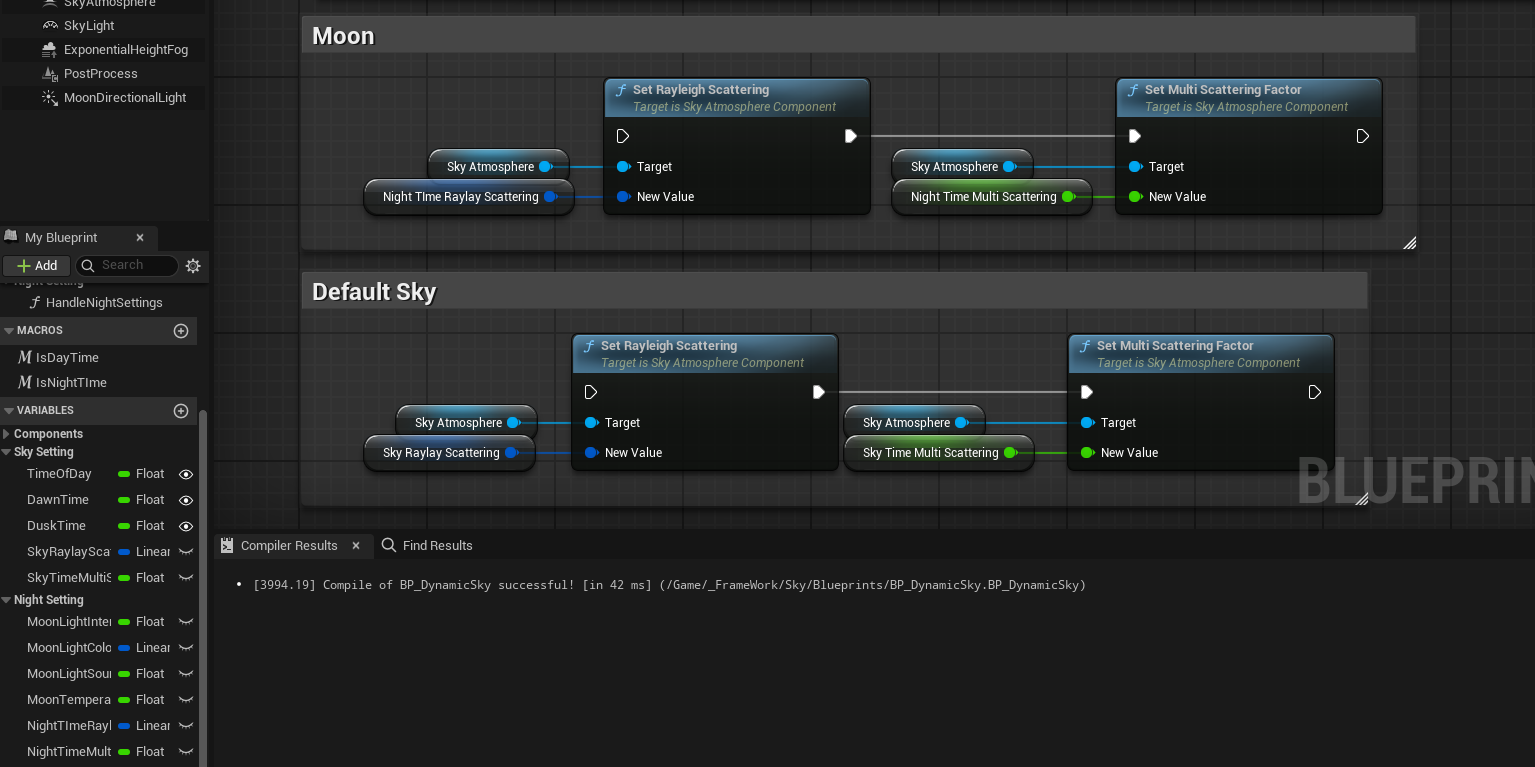 SkyAtmosphere
SkyLight
ExponentialHeightFog
PostProcess
MoonDirectionalLight
My Blueprint
Add
Search
Night Setting
HandleNightSettings
MACROS
IsDayTime
IsNightTIme
VARIABLES
Components
Sky Setting
TimeOfDay Float
DawnTime Float
DuskTime Float
SkyRaylaySca Linear
SkyTimeMultiS Float
Night Setting
MoonLightInte Float
MoonLightColo Linear
MoonLightSou Float
MoonTempera Float
NightTImeRayl Linear
NightTimeMult Float
Moon
Set Rayleigh Scattering
Target is Sky Atmosphere Component
Sky Atmosphere
Target
Night TIme Raylay Scattering
New Value
Set Multi Scattering Factor
Target is Sky Atmosphere Component
Sky Atmosphere
Target
Night Time Multi Scattering
New Value
Default Sky
Set Rayleigh Scattering
Target is Sky Atmosphere Component
Sky Atmosphere
Target
Sky Raylay Scattering
New Value
Set Multi Scattering Factor
Target is Sky Atmosphere Component
Sky Atmosphere
Target
Sky Time Multi Scattering
New Value
BLUEPRIN
Compiler Results
Find Results
[3994.19] Compile of BP_DynamicSky successful! [in 42 ms] (/Game/_FrameWork/Sky/Blueprints/BP_DynamicSky.BP_DynamicSky)